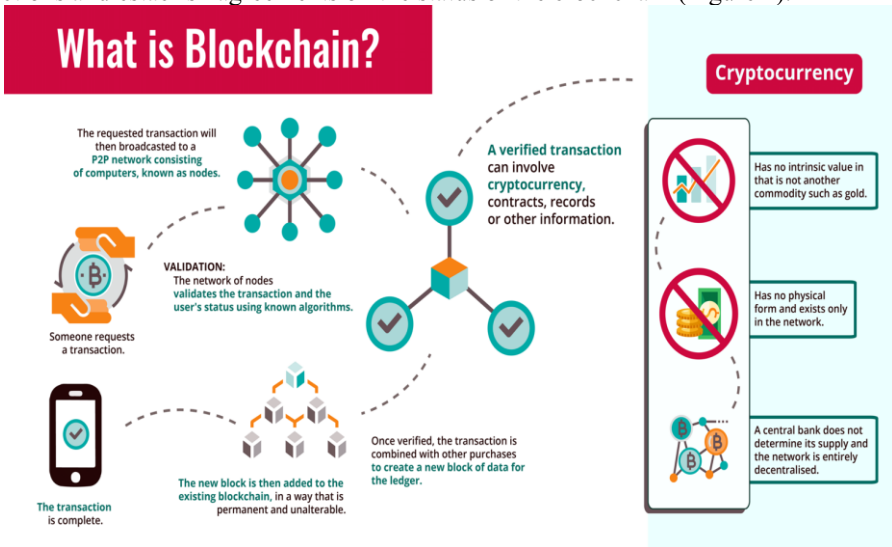 What is Blockchain?
Cryptocurrency
The requested transaction will
then broadcasted to a
P2P network consisting
of computers, known as nodes.
A verified transaction
can involve
cryptocurrency,
contracts, records
or other information.
Has no intrinsic value in
that is not another
commodity such as gold.
VALIDATION:
The network of nodes
validates the transaction and the
user's status using known algorithms.
Someone requests
a transaction.
Has no physical
form and exists only
in the network.
Once verified, the transaction is
combined with other purchases
to create a new block of data for
the ledger.
The new block is then added to the
existing blockchain, in a way that is
permanent and unalterable.
The transaction
is complete.
A central bank does not
determine its supply and
the network is entirely
decentralised.